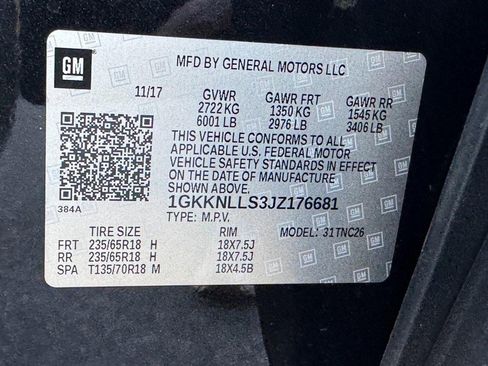 GM
MFD BY GENERAL MOTORS LLC
11/17 GVWR GAWR FRT GAWR RR
2722 KG 1350 KG 1545 KG
6001 LB 2976 LB 3406 LB
THIS VEHICLE CONFORMS TO ALL
APPLICABLE U.S. FEDERAL MOTOR
VEHICLE SAFETY STANDARDS IN EFFECT
ON THE DATE OF MANUFACTURE
SHOWN ABOVE.
1GKKNLLS3JZ176681
384A
TYPE: M.P.V.
TIRE SIZE RIM MODEL: 31TNC26
FRT 235/65R18 H 18X7.5J
RR 235/65R18 H 18X7.5J
SPA T135/70R18 M 18X4.5B